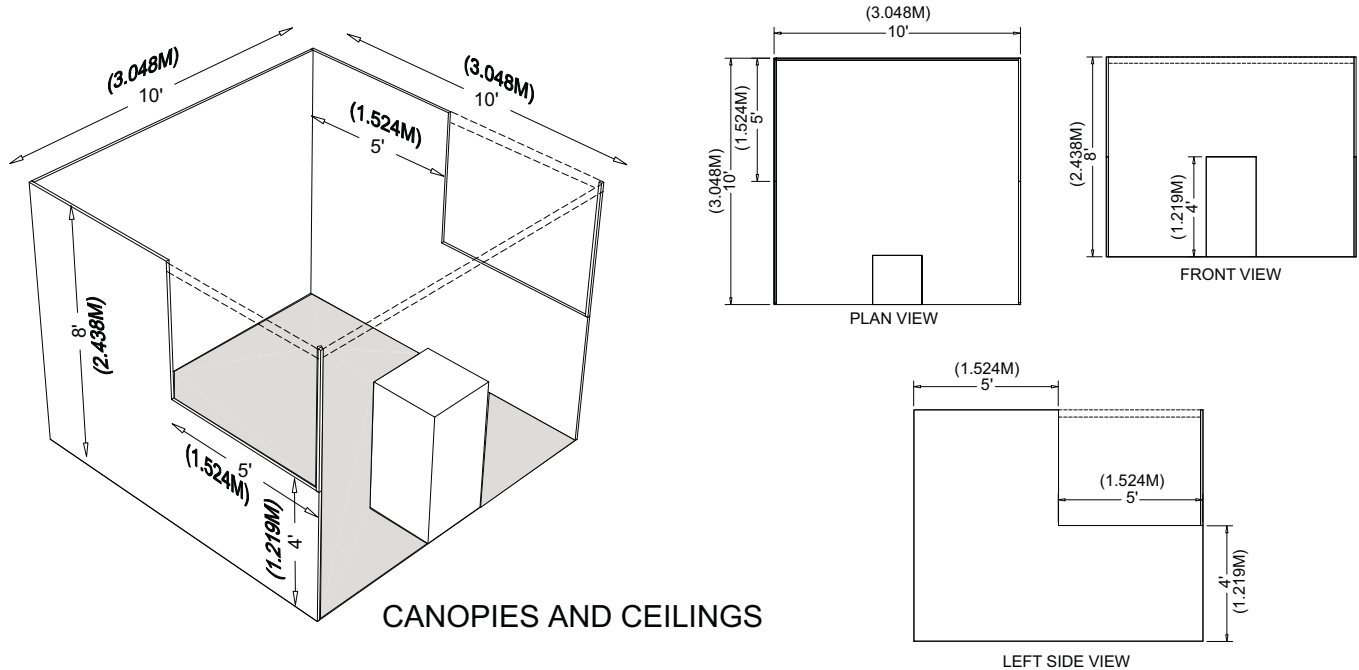 (3.048M)
10'
(3.048M)
10'
(1.524M)
5'
8'
(2.438M)
5'
(1.524M)
4'
(1.219M)
CANOPIES AND CEILINGS
(3.048M)
10'
(1.524M)
5'
(3.048M)
10'
PLAN VIEW
(2.438M)
8'
(1.219M)
4'
FRONT VIEW
(1.524M)
5'
(1.524M)
5'
4'
(1.219M)
LEFT SIDE VIEW